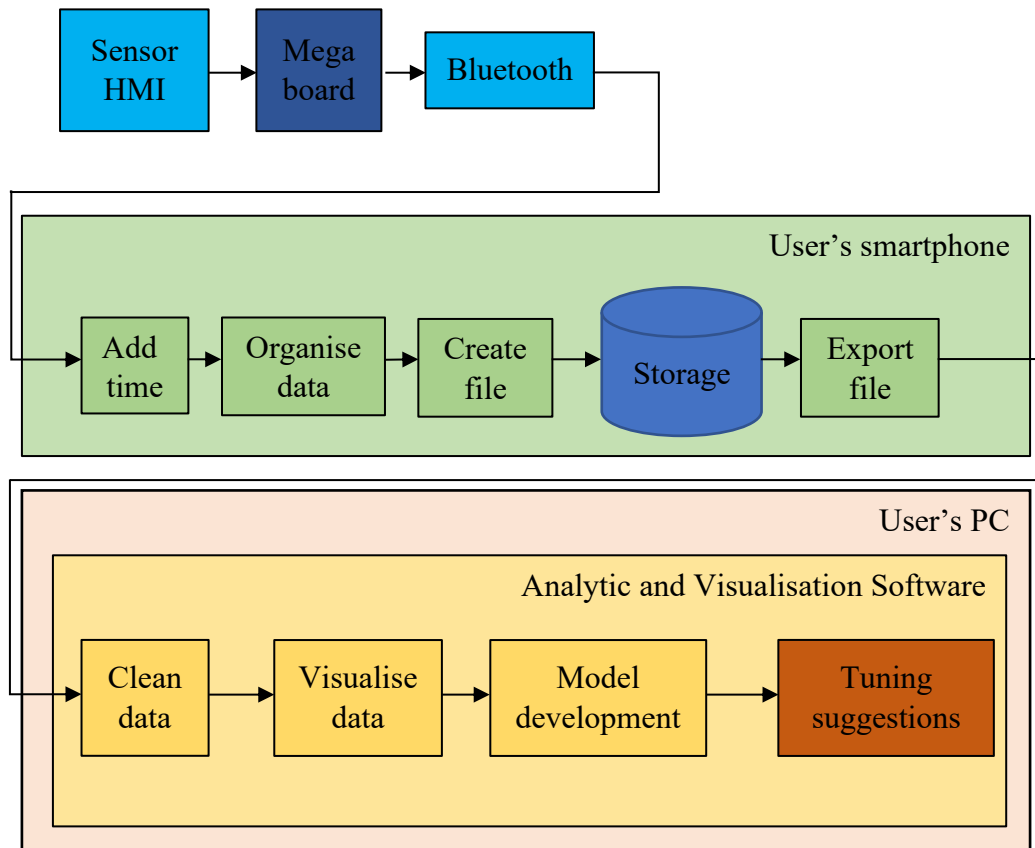 Sensor
HMI
Mega
board
Bluetooth
User’s smartphone
Add
time
Organise
data
Create
file
Storage
Export
file
User’s PC
Analytic and Visualisation Software
Clean
data
Visualise
data
Model
development
Tuning
suggestions